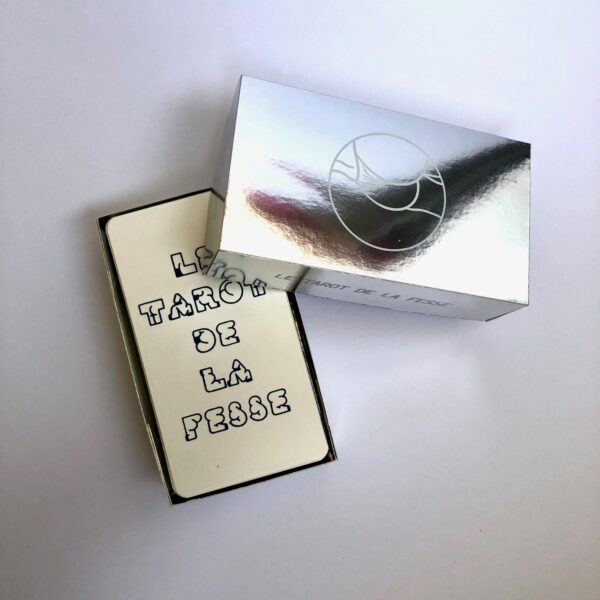 LE TAROT DE LA FESSE
LE
TAROT
DE
LA
FESSE